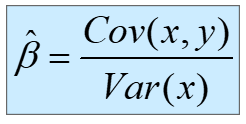 β̂ = Cov(x, y) / Var(x)